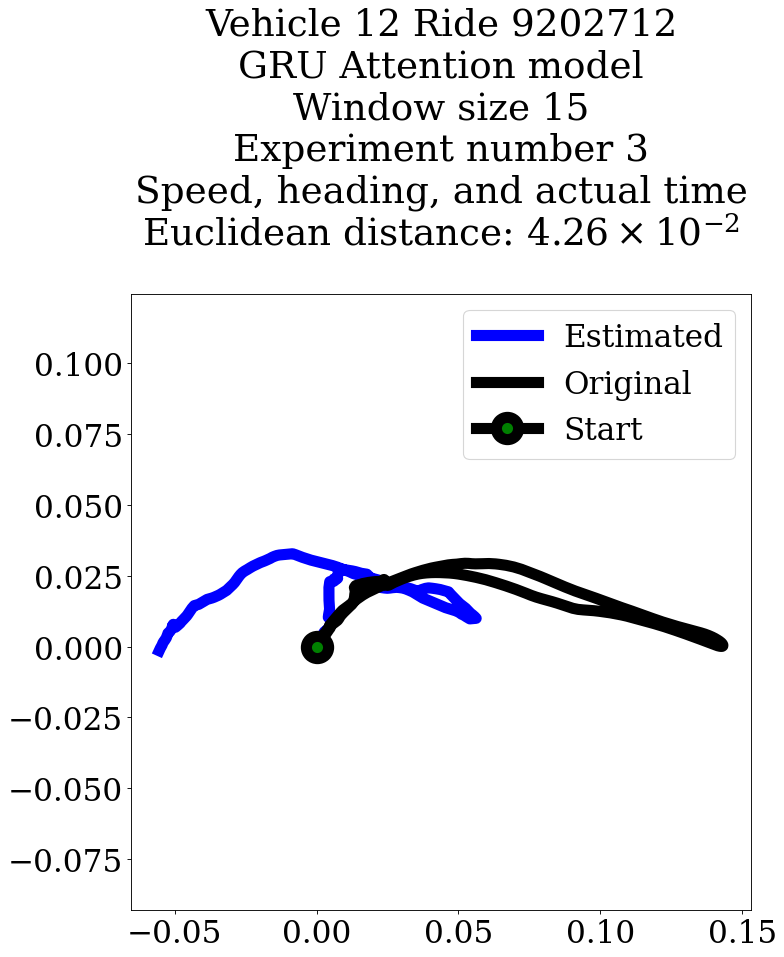 Vehicle 12 Ride 9202712
GRU Attention model
Window size 15
Experiment number 3
Speed, heading, and actual time
Euclidean distance: 4.26 × 10⁻²
Estimated
Original
Start
0.100
0.075
0.050
0.025
0.000
−0.025
−0.050
−0.075
−0.05 0.00 0.05 0.10 0.15